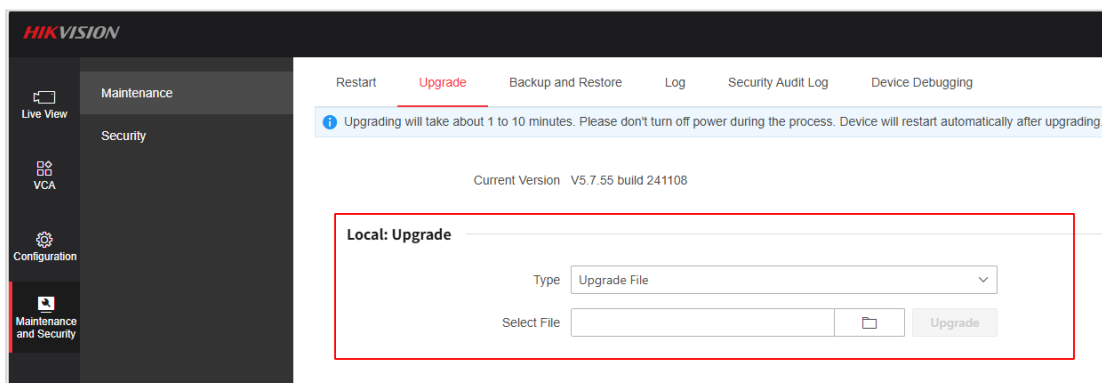 HIKVISION
Live View
VCA
Configuration
Maintenance
and Security
Maintenance
Security
Restart Upgrade Backup and Restore Log Security Audit Log Device Debugging
Upgrading will take about 1 to 10 minutes. Please don't turn off power during the process. Device will restart automatically after upgrading.
Current Version V5.7.55 build 241108
Local: Upgrade
Type Upgrade File
Select File Upgrade